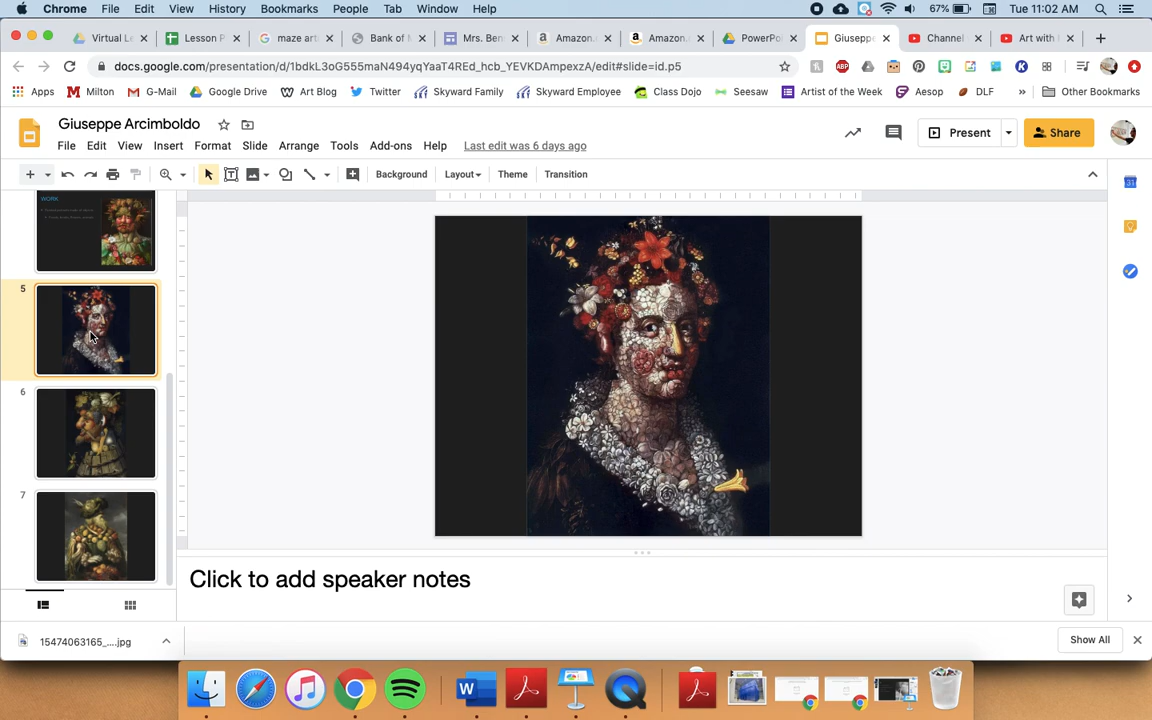 Chrome File Edit View History Bookmarks People Tab Window Help 67% Tue 11:02 AM
Virtual Le Lesson P maze art Bank of Mrs. Ben Amazon. Amazon. PowerPo Giuseppe Channel Art with
docs.google.com/presentation/d/1bdkL3oG555maN494yqYaaT4REd_hcb_YEVKDAmpexzA/edit#slide=id.p5
Apps Milton G-Mail Google Drive Art Blog Twitter Skyward Family Skyward Employee Class Dojo Seesaw Artist of the Week Aesop DLF » Other Bookmarks
Giuseppe Arcimboldo
File Edit View Insert Format Slide Arrange Tools Add-ons Help Last edit was 6 days ago
Present Share
Background Layout Theme Transition
WORK
5
6
7
Click to add speaker notes
15474063165_....jpg
Show All